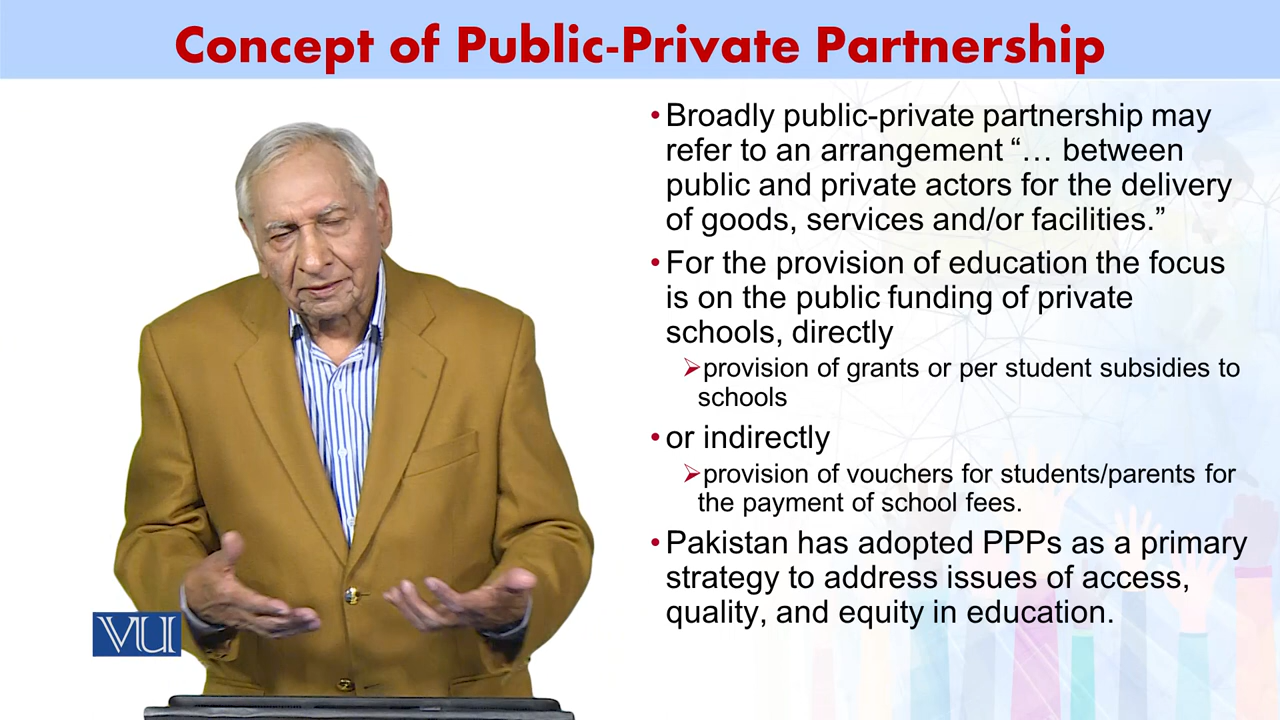 Concept of Public-Private Partnership
•Broadly public-private partnership may
refer to an arrangement “… between
public and private actors for the delivery
of goods, services and/or facilities.”
•For the provision of education the focus
is on the public funding of private
schools, directly
➢provision of grants or per student subsidies to
schools
•or indirectly
➢provision of vouchers for students/parents for
the payment of school fees.
•Pakistan has adopted PPPs as a primary
strategy to address issues of access,
quality, and equity in education.
VU